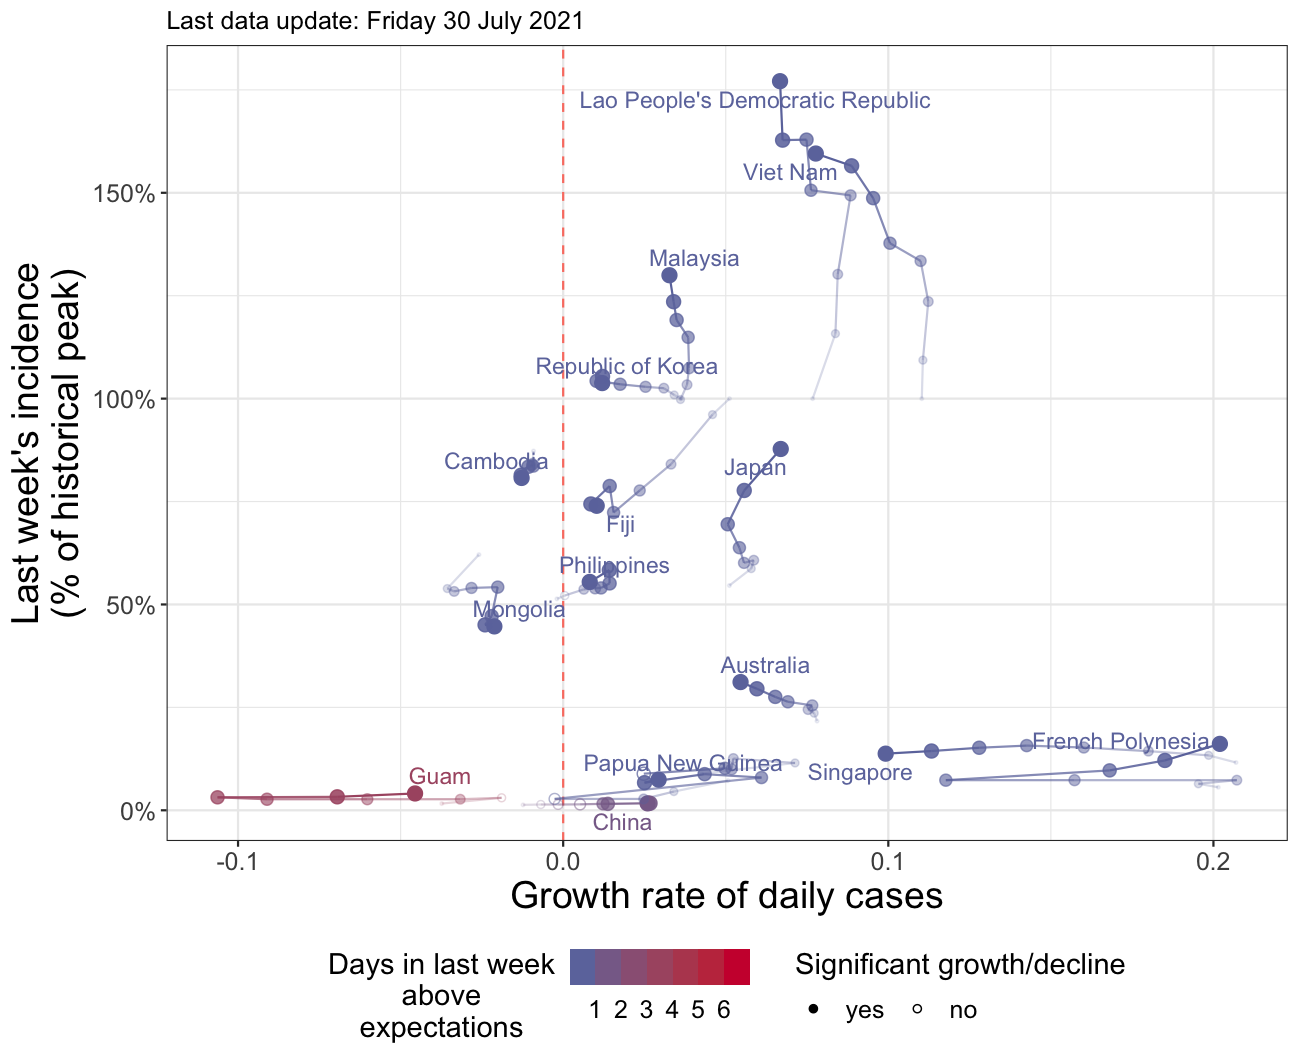 Last data update: Friday 30 July 2021
Last week's incidence
(% of historical peak)
150%
100%
50%
0%
Lao People's Democratic Republic
Viet Nam
Malaysia
Republic of Korea
Cambodia
Japan
Fiji
Philippines
Mongolia
Australia
French Polynesia
Papua New Guinea
Singapore
Guam
China
-0.1
0.0
0.1
0.2
Growth rate of daily cases
Days in last week
above
expectations
1 2 3 4 5 6
Significant growth/decline
yes no